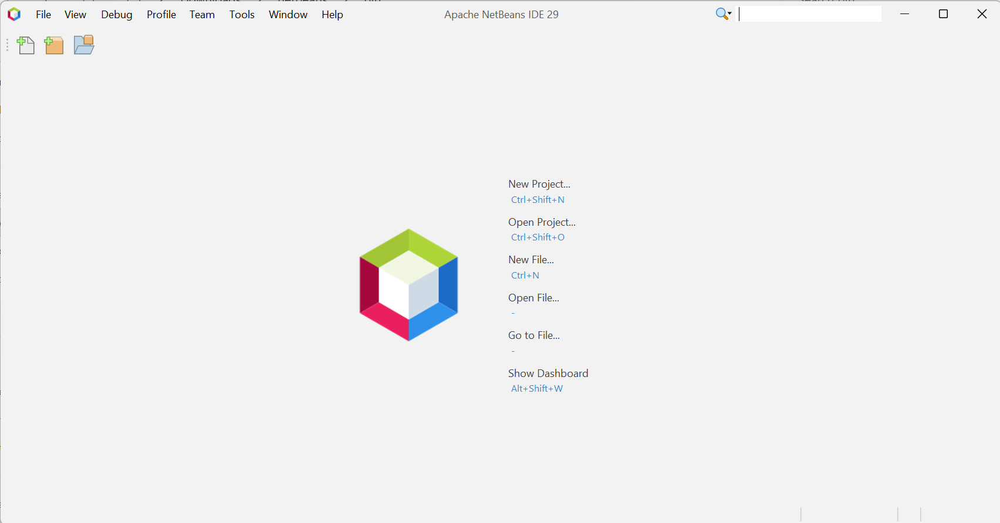 File View Debug Profile Team Tools Window Help Apache NetBeans IDE 29
New Project...
Ctrl+Shift+N
Open Project...
Ctrl+Shift+O
New File...
Ctrl+N
Open File...
-
Go to File...
-
Show Dashboard
Alt+Shift+W